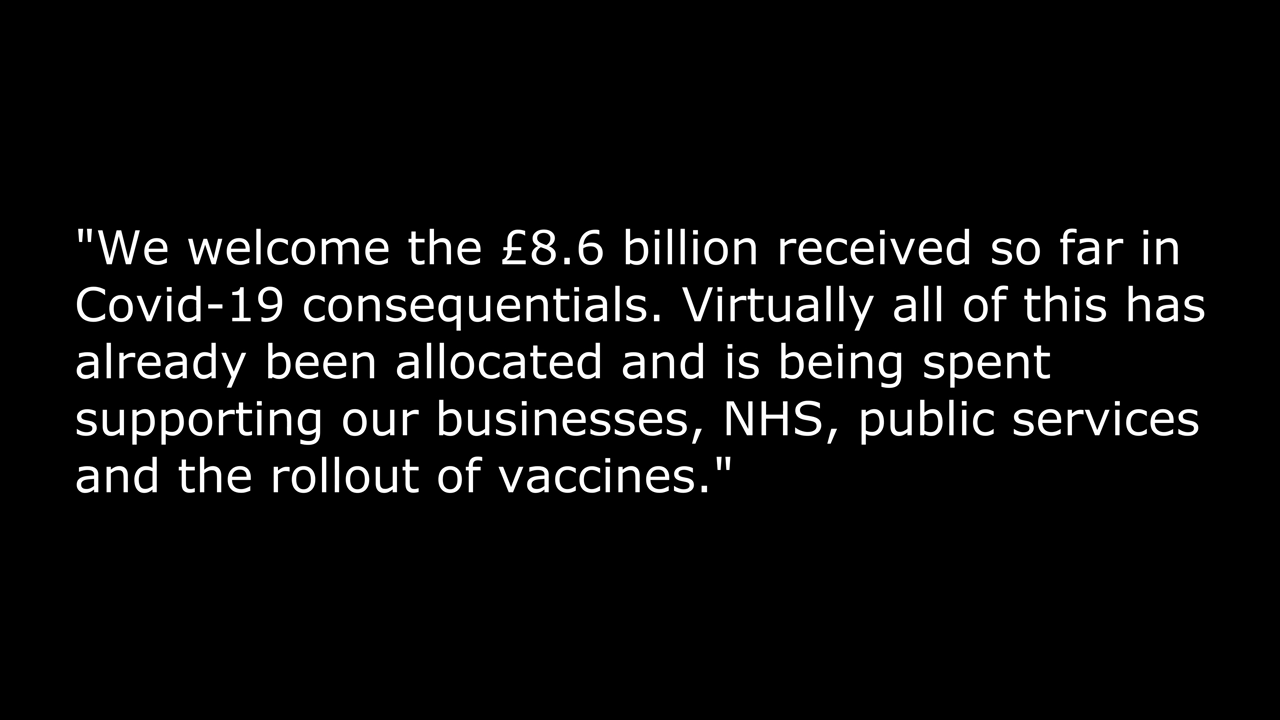 "We welcome the £8.6 billion received so far in
Covid-19 consequentials. Virtually all of this has
already been allocated and is being spent
supporting our businesses, NHS, public services
and the rollout of vaccines."